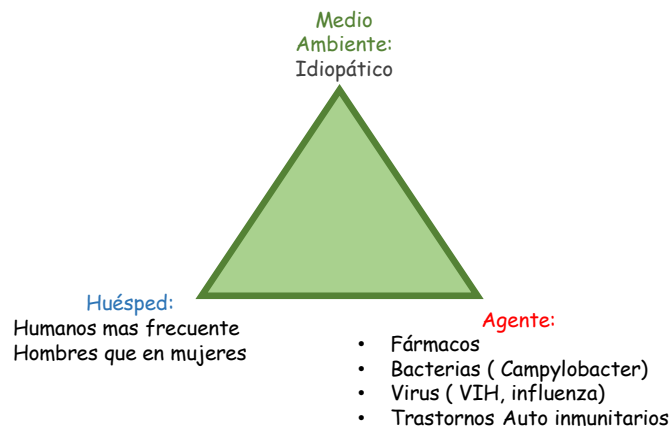 Medio
Ambiente:
Idiopático
Huésped:
Humanos mas frecuente
Hombres que en mujeres
Agente:
• Fármacos
• Bacterias ( Campylobacter)
• Virus ( VIH, influenza)
• Trastornos Auto inmunitarios